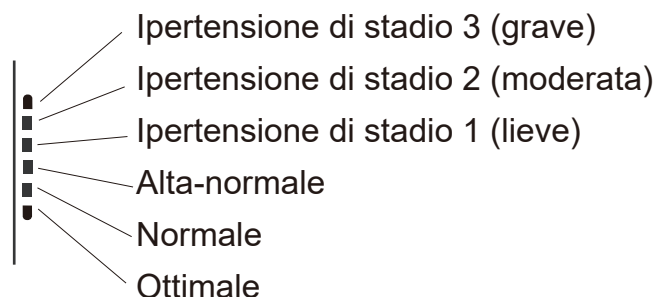 Ipertensione di stadio 3 (grave)
Ipertensione di stadio 2 (moderata)
Ipertensione di stadio 1 (lieve)
Alta-normale
Normale
Ottimale